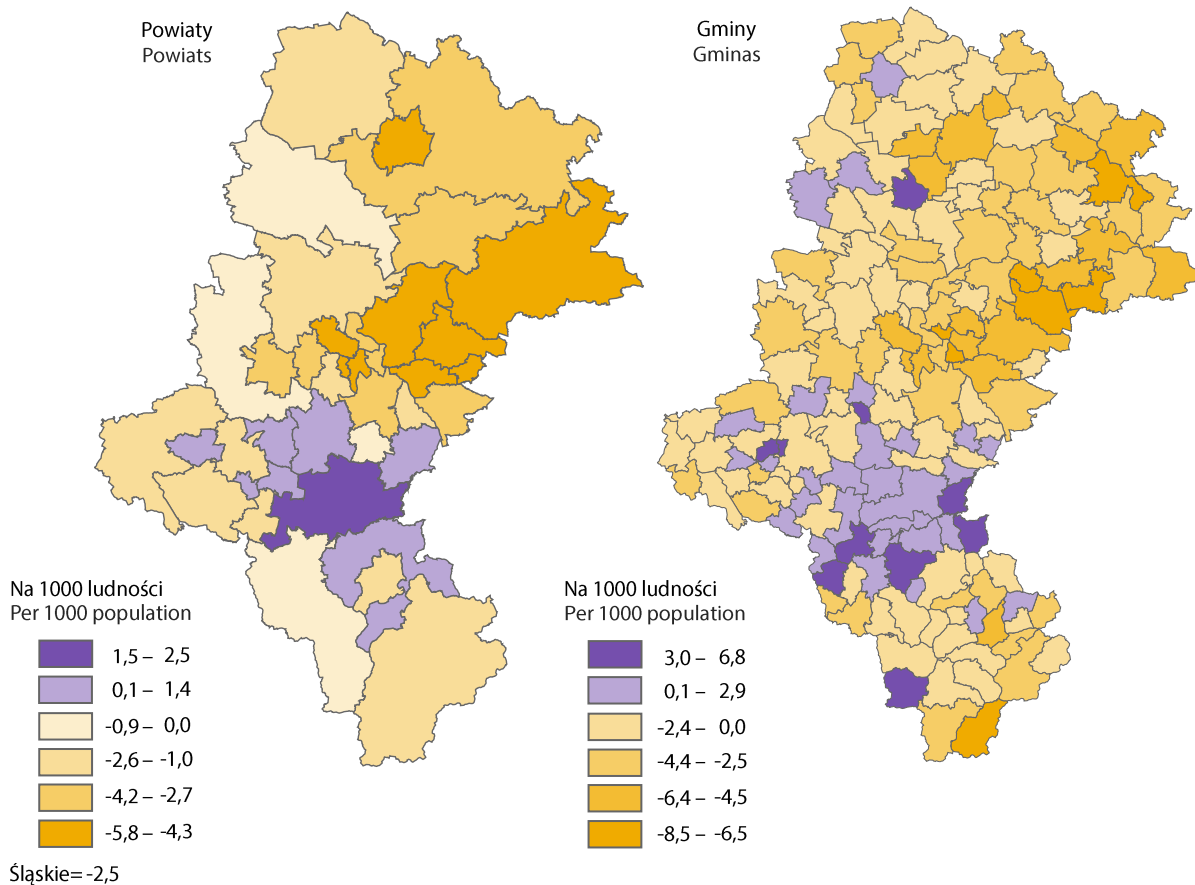 Powiaty
Powiats
Gminy
Gminas
Na 1000 ludności
Per 1000 population
1,5 – 2,5
0,1 – 1,4
-0,9 – 0,0
-2,6 – -1,0
-4,2 – -2,7
-5,8 – -4,3
Śląskie= -2,5
Na 1000 ludności
Per 1000 population
3,0 – 6,8
0,1 – 2,9
-2,4 – 0,0
-4,4 – -2,5
-6,4 – -4,5
-8,5 – -6,5